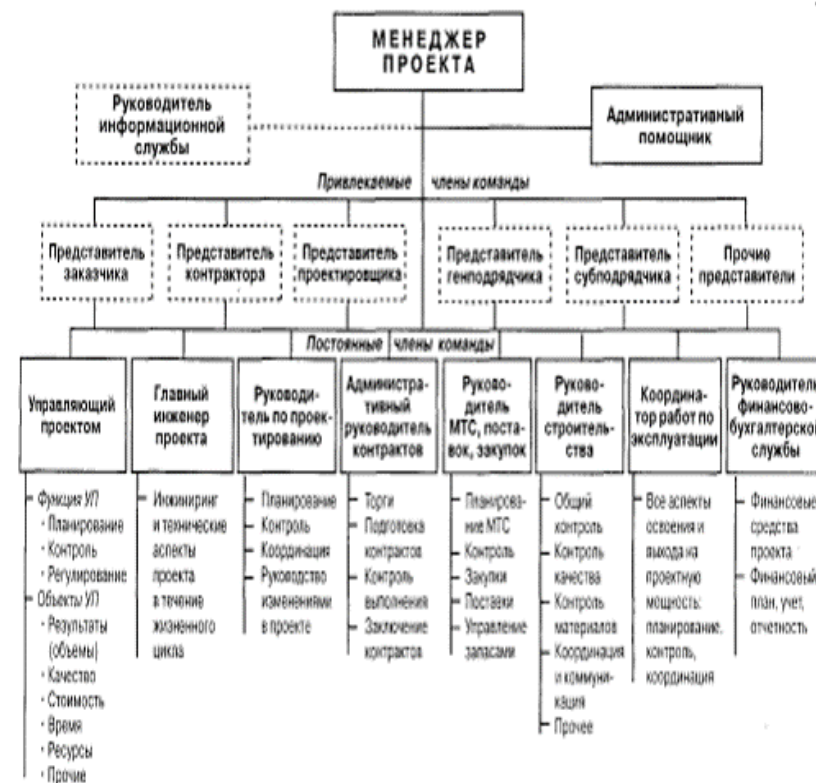 МЕНЕДЖЕР
ПРОЕКТА
Руководитель
информационной
службы
Административный
помощник
Привлекаемые члены команды
Представитель
заказчика
Представитель
контрактора
Представитель
проектировщика
Представитель
генподрядчика
Представитель
субподрядчика
Прочие
представители
Постоянные члены команды
Управляющий
проектом
Главный
инженер
проекта
Руководи-
тель по проек-
тированию
Администра-
тивный
руководитель
контрактов
Руково-
дитель
МТС, поста-
вок, закупок
Руково-
дитель
строитель-
ства
Координа-
тор работ по
эксплуатации
Руководитель
финансово-
бухгалтерской
службы
Функция УП
· Планирование
· Контроль
· Регулирование
Объекты УП
· Результаты
(объемы)
· Качество
· Стоимость
· Время
· Ресурсы
· Прочие
Инжиниринг
и технические
аспекты
проекта
в течение
жизненного
цикла
Планирование
Контроль
Координация
Руководство
изменениями
в проекте
Торги
Подготовка
контрактов
Контроль
выполнения
Заключение
контрактов
Планирова-
ние МТС
Контроль
Закупки
Поставки
Управление
запасами
Общий
контроль
Контроль
качества
Контроль
материалов
Координация
и коммуни-
кация
Прочее
Все аспекты
освоения и
выхода на
проектную
мощность:
планирование,
контроль,
координация
Финансовые
средства
проекта
Финансовый
план, учет,
отчетность